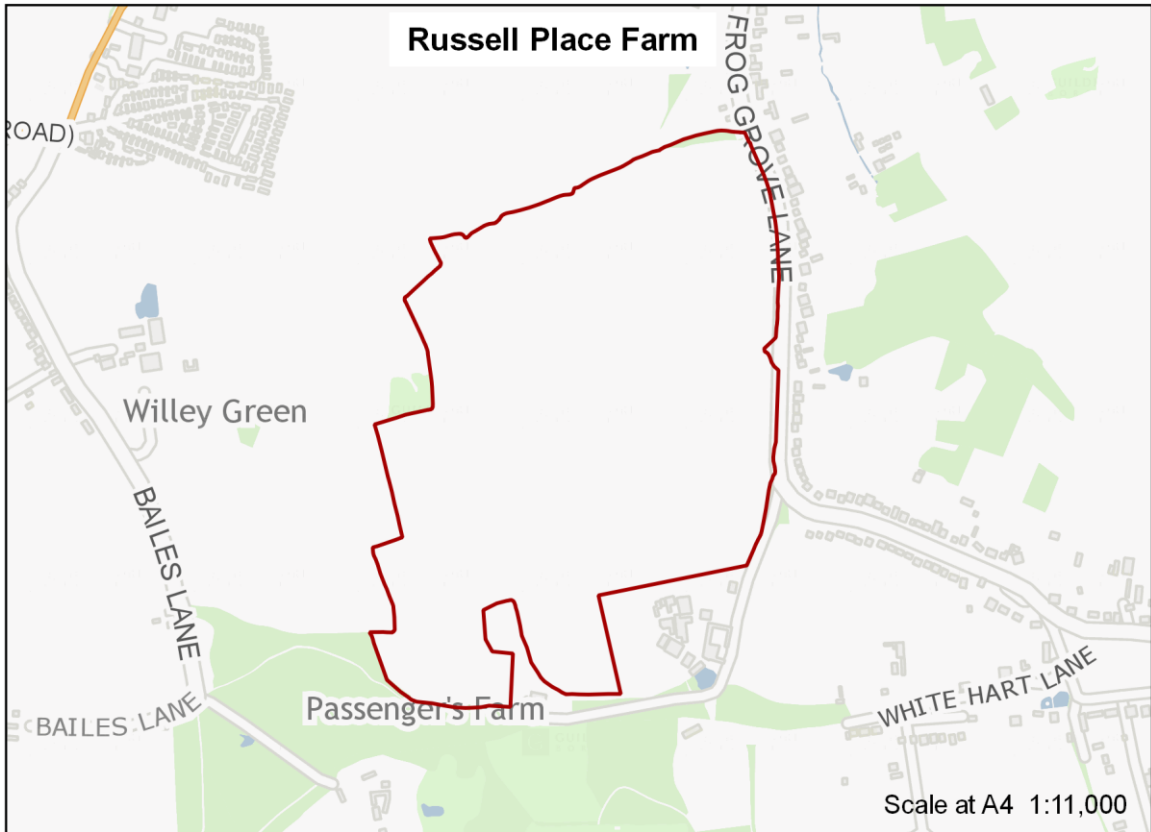 Russell Place Farm
FROG GROVE LANE
ROAD)
Willey Green
BAILES LANE
BAILES LANE
Passenger's Farm
WHITE HART LANE
Scale at A4 1:11,000